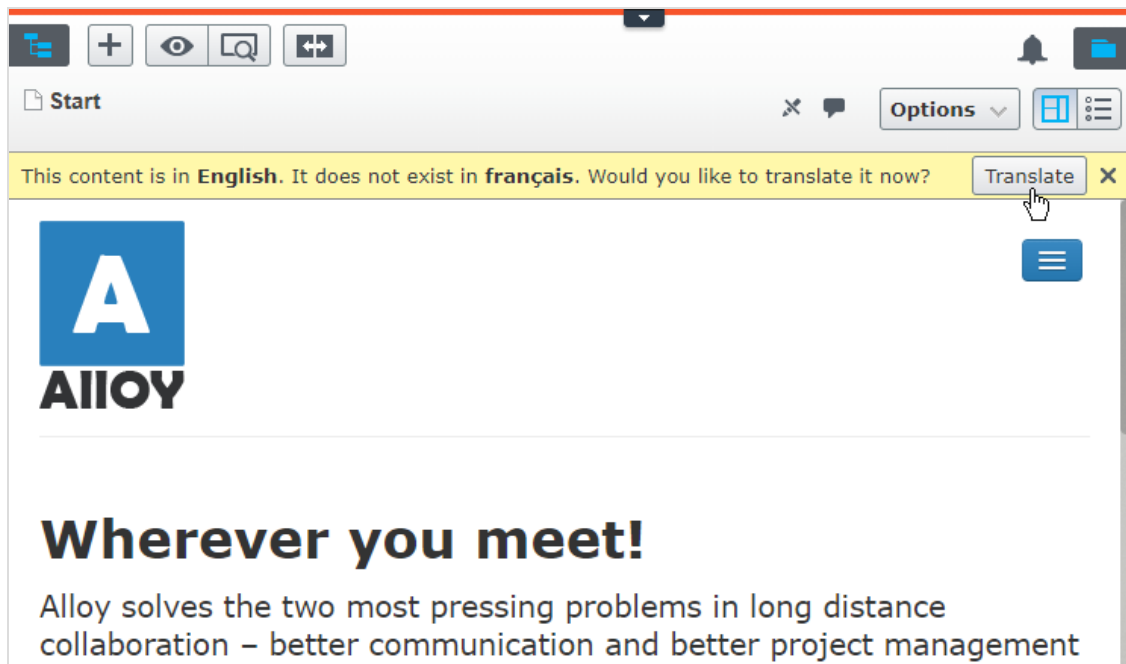 Start
Options
This content is in English. It does not exist in français. Would you like to translate it now?
Translate
A
AllOY
Wherever you meet!
Alloy solves the two most pressing problems in long distance
collaboration – better communication and better project management